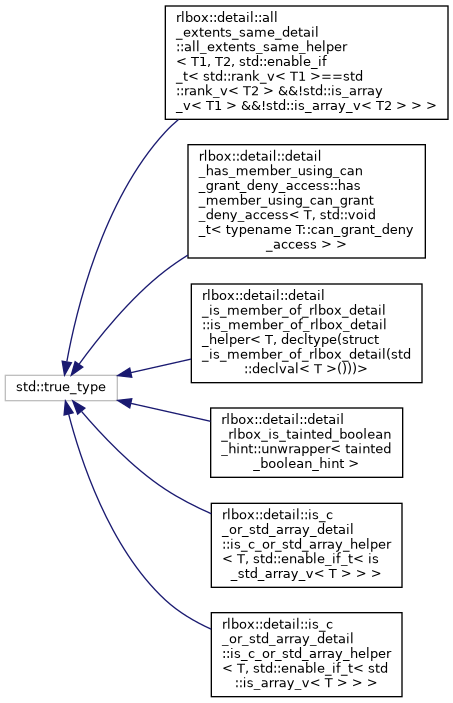 rlbox::detail::all
_extents_same_detail
::all_extents_same_helper
< T1, T2, std::enable_if
_t< std::rank_v< T1 >==std
::rank_v< T2 > &&!std::is_array
_v< T1 > &&!std::is_array_v< T2 > > >
rlbox::detail::detail
_has_member_using_can
_grant_deny_access::has
_member_using_can_grant
_deny_access< T, std::void
_t< typename T::can_grant_deny
_access > >
rlbox::detail::detail
_is_member_of_rlbox_detail
::is_member_of_rlbox_detail
_helper< T, decltype(struct
_is_member_of_rlbox_detail(std
::declval< T >()))>
std::true_type
rlbox::detail::detail
_rlbox_is_tainted_boolean
_hint::unwrapper< tainted
_boolean_hint >
rlbox::detail::is_c
_or_std_array_detail
::is_c_or_std_array_helper
< T, std::enable_if_t< is
_std_array_v< T > > >
rlbox::detail::is_c
_or_std_array_detail
::is_c_or_std_array_helper
< T, std::enable_if_t< std
::is_array_v< T > > >